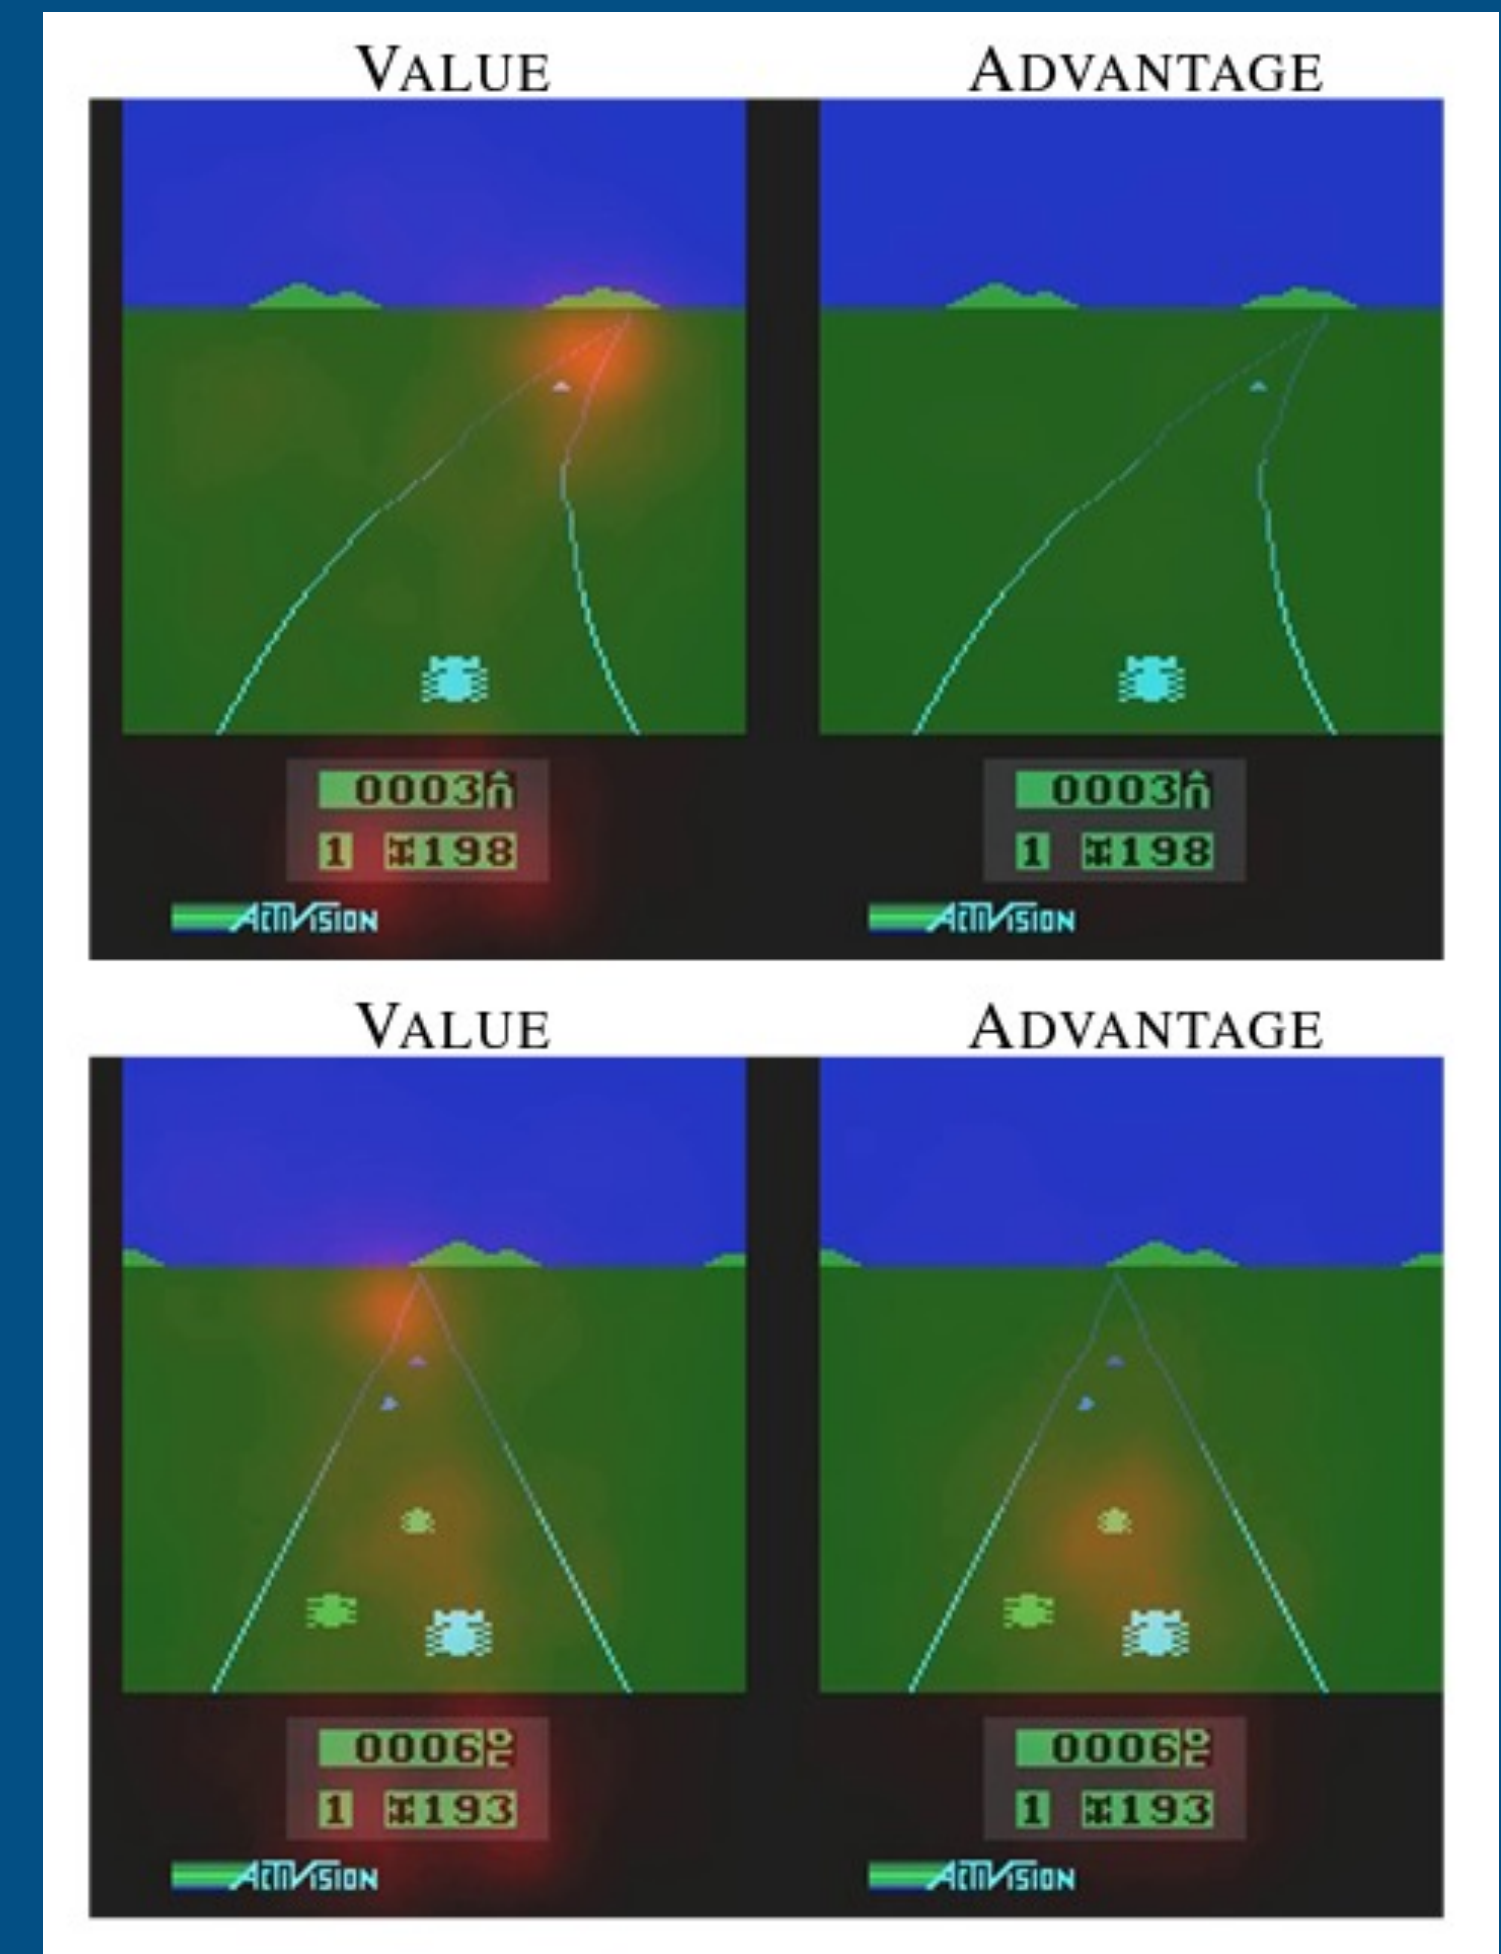 VALUE ADVANTAGE
0003 0003
1 198 1 198
ACTIVISION ACTIVISION
VALUE ADVANTAGE
0006 0006
1 193 1 193
ACTIVISION ACTIVISION